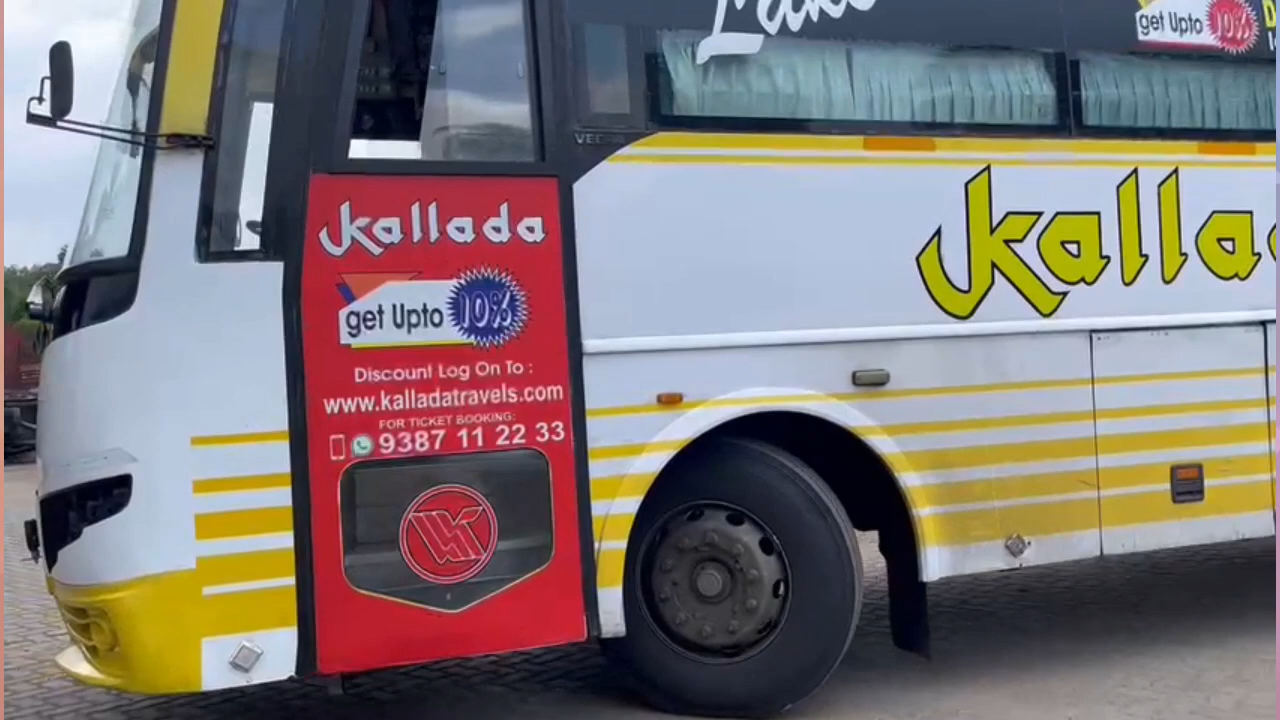 get Upto 10%
Kallada
Kallada
get Upto 10%
Discount Log On To :
www.kalladatravels.com
FOR TICKET BOOKING:
9387 11 22 33